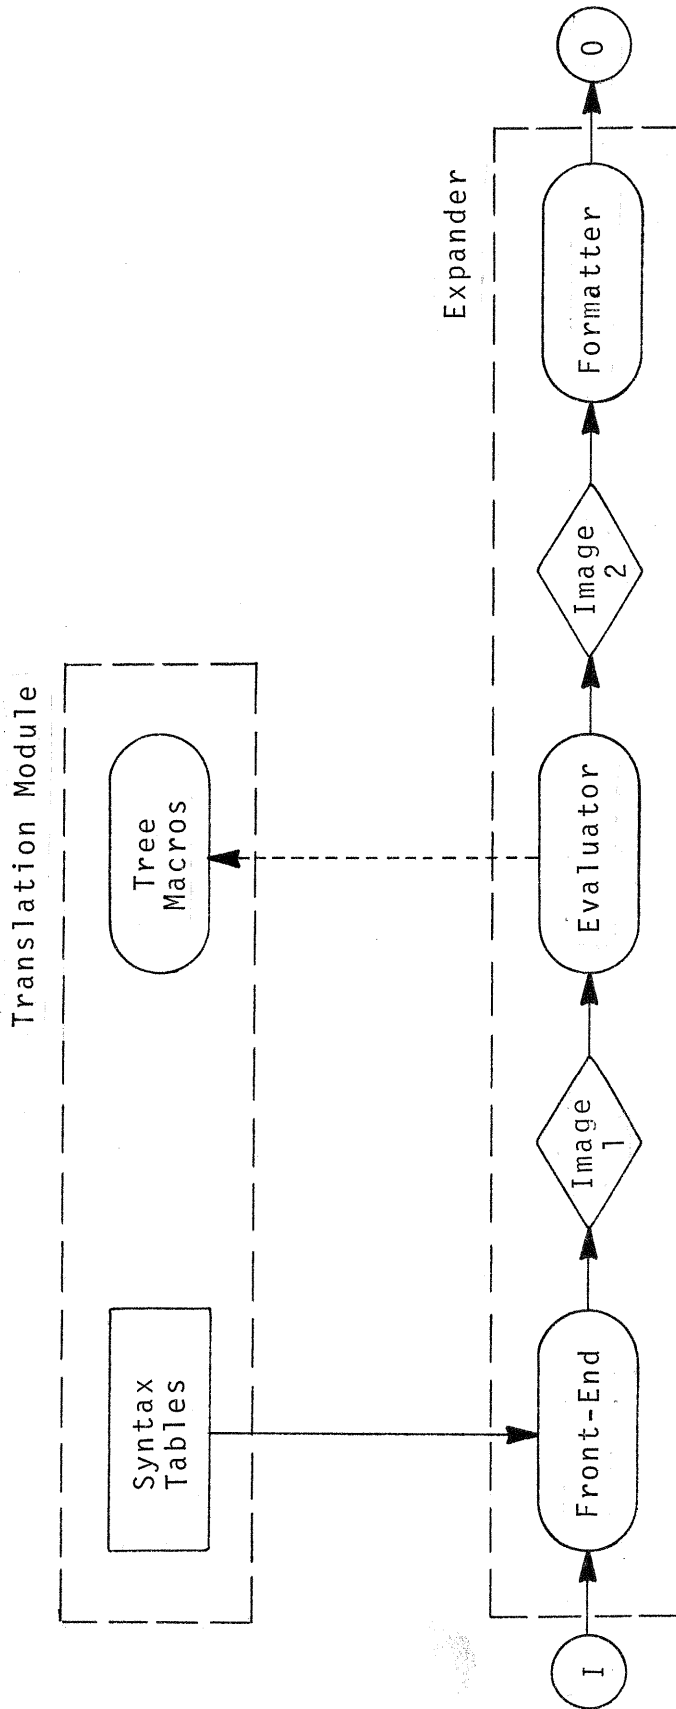 Translation Module
Syntax
Tables
Tree
Macros
Expander
I
Front-End
Image
1
Evaluator
Image
2
Formatter
O